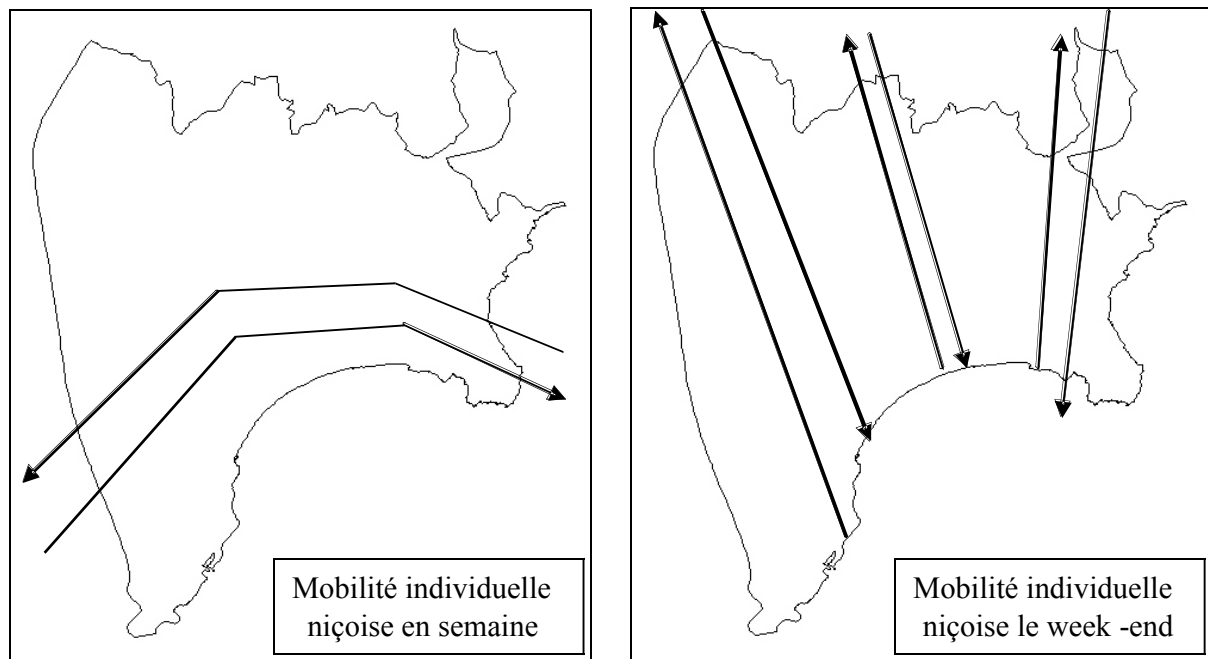 Mobilité individuelle
niçoise en semaine
Mobilité individuelle
niçoise le week -end